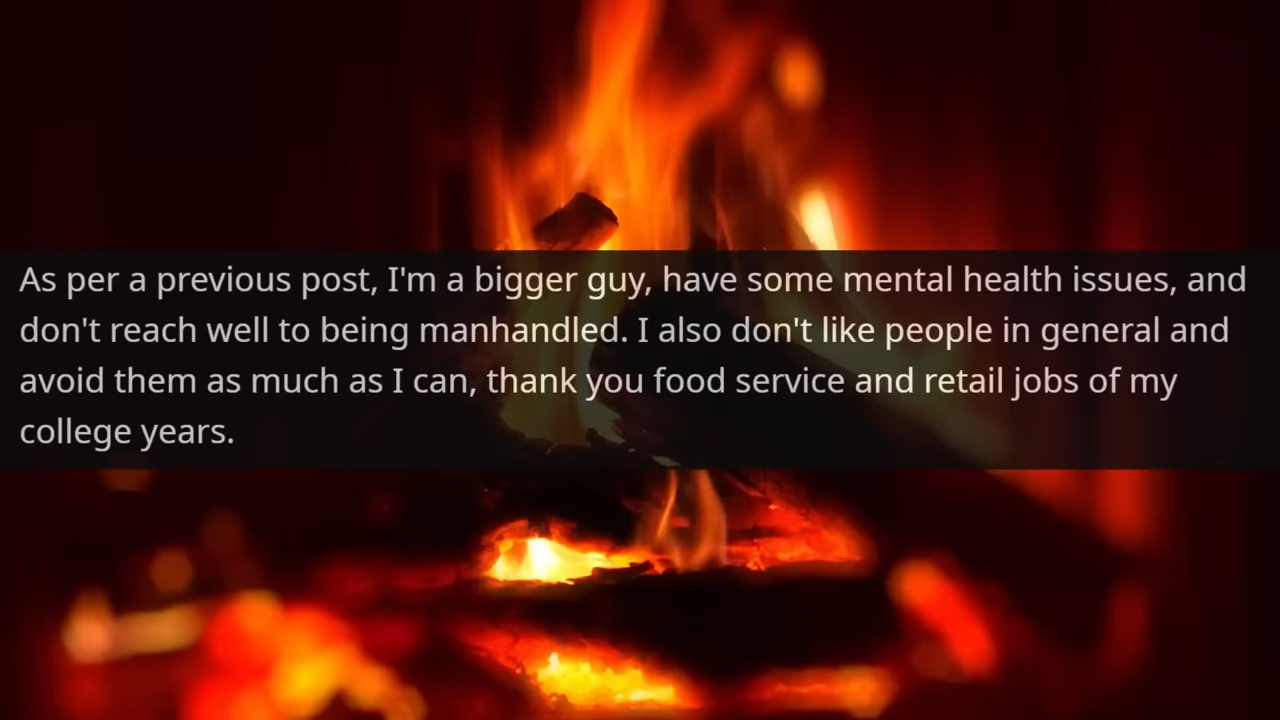 As per a previous post, I'm a bigger guy, have some mental health issues, and
don't reach well to being manhandled. I also don't like people in general and
avoid them as much as I can, thank you food service and retail jobs of my
college years.